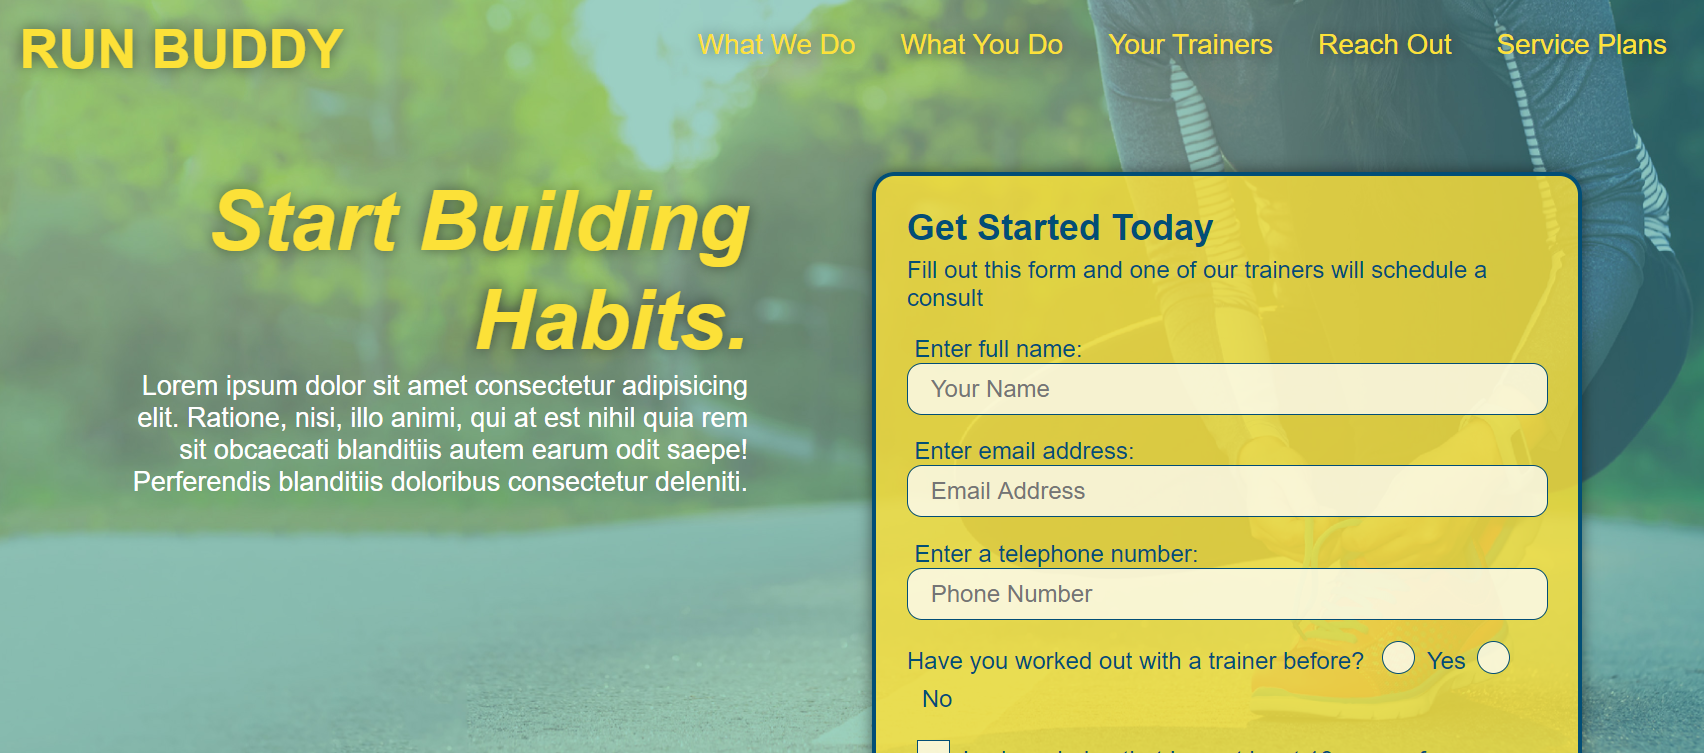 RUN BUDDY
What We Do What You Do Your Trainers Reach Out Service Plans
Start Building
Habits.
Lorem ipsum dolor sit amet consectetur adipisicing
elit. Ratione, nisi, illo animi, qui at est nihil quia rem
sit obcaecati blanditiis autem earum odit saepe!
Perferendis blanditiis doloribus consectetur deleniti.
Get Started Today
Fill out this form and one of our trainers will schedule a
consult
Enter full name:
Your Name
Enter email address:
Email Address
Enter a telephone number:
Phone Number
Have you worked out with a trainer before? Yes
No